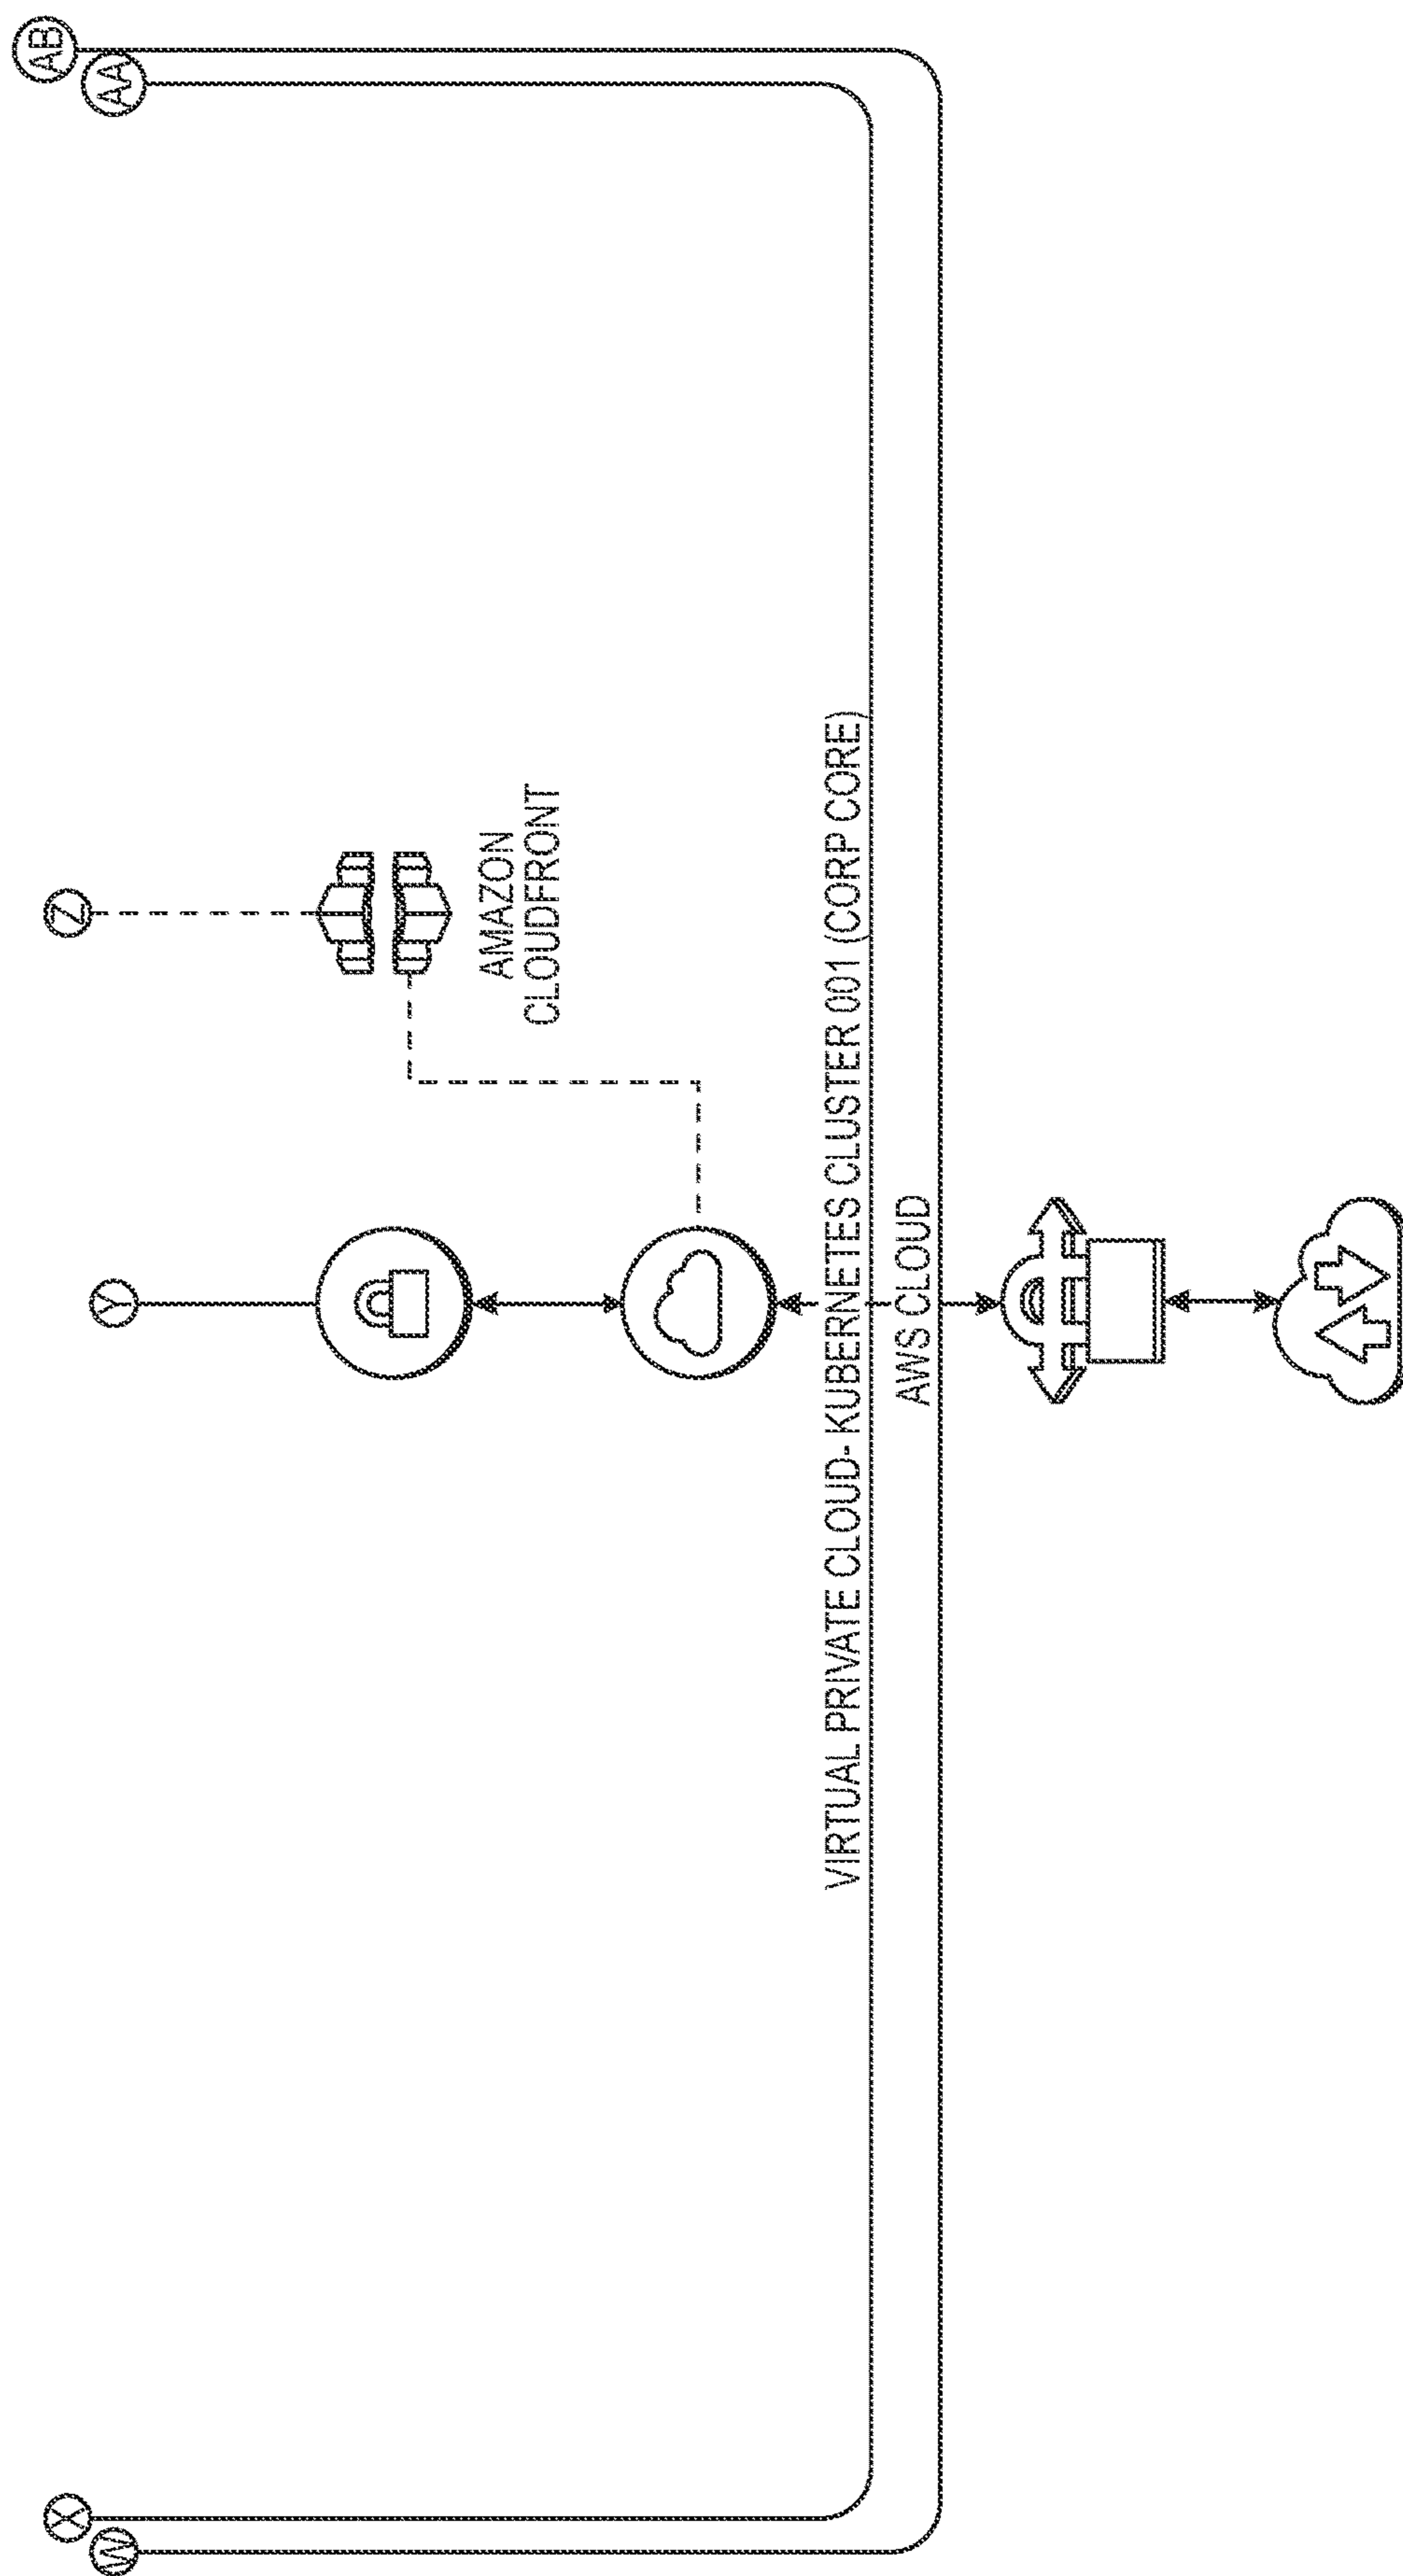 AB
AA
Z
AMAZON
CLOUDFRONT
Y
VIRTUAL PRIVATE CLOUD- KUBERNETES CLUSTER 001 (CORP CORE)
AWS CLOUD
X
W